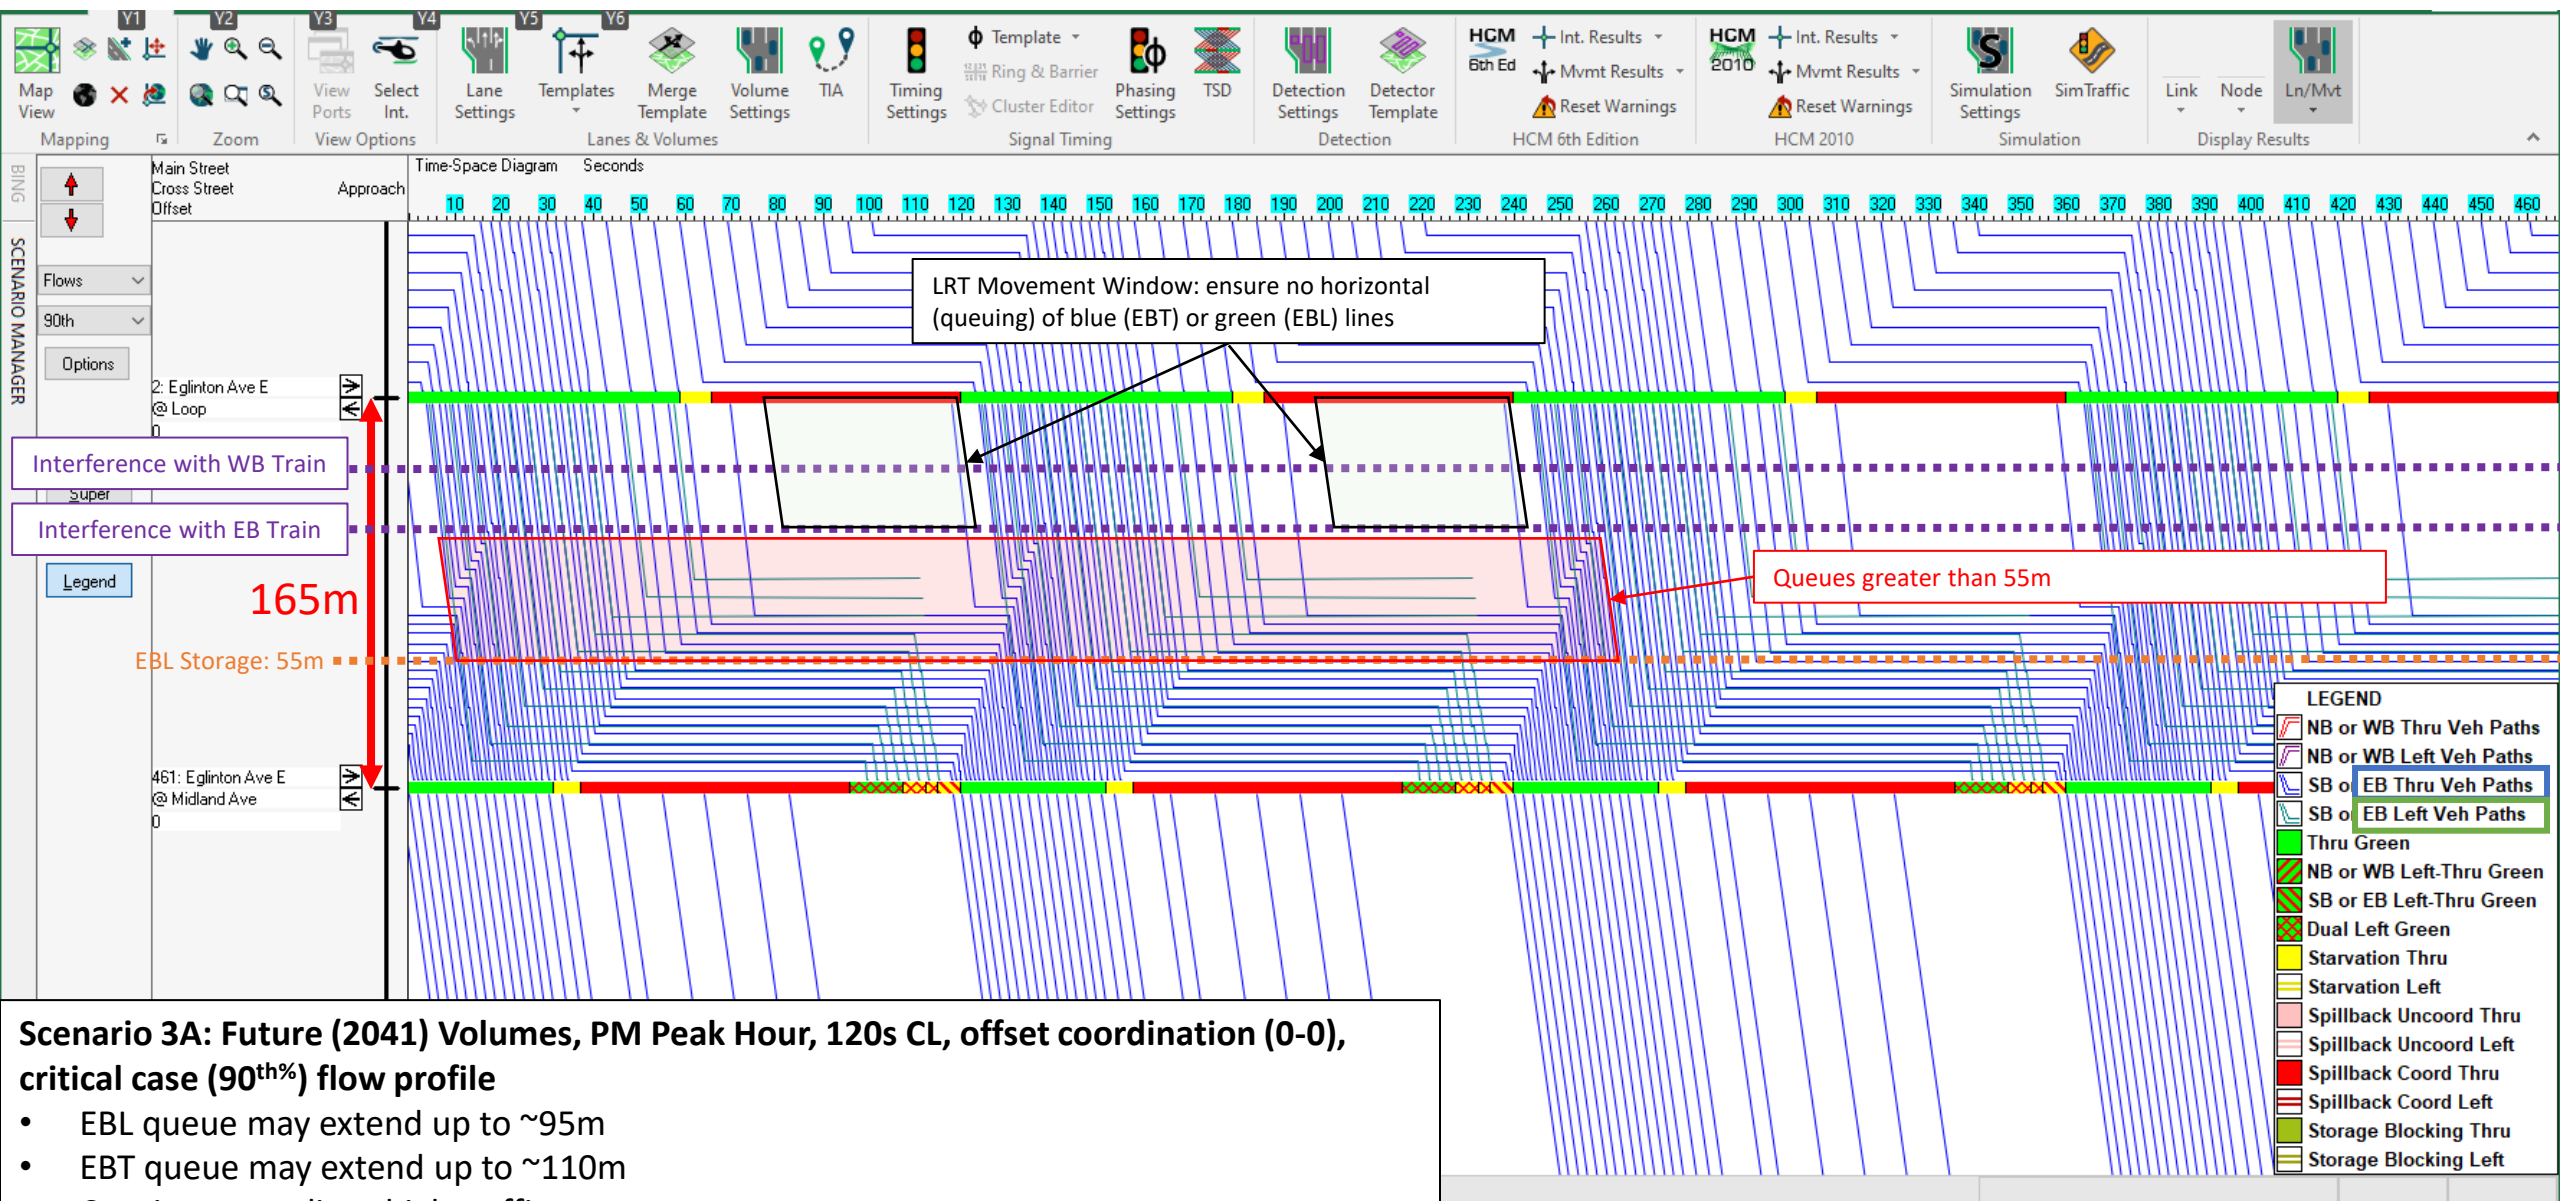 Y1 Y2 Y3 Y4 Y5 Y6
Map View
View Ports
Select Int.
Lane Settings
Templates
Merge Template
Volume Settings
TIA
Timing Settings
Φ Template
Ring & Barrier
Cluster Editor
Phasing Settings
TSD
Detection Settings
Detector Template
HCM 6th Ed
Int. Results
Mvmt Results
Reset Warnings
HCM 2010
Int. Results
Mvmt Results
Reset Warnings
Simulation Settings
SimTraffic
Link
Node
Ln/Mvt
Mapping
Zoom
View Options
Lanes & Volumes
Signal Timing
Detection
HCM 6th Edition
HCM 2010
Simulation
Display Results
BING
SCENARIO MANAGER
Main Street
Cross Street Approach
Offset
Time-Space Diagram Seconds
10 20 30 40 50 60 70 80 90 100 110 120 130 140 150 160 170 180 190 200 210 220 230 240 250 260 270 280 290 300 310 320 330 340 350 360 370 380 390 400 410 420 430 440 450 460
Flows
90th
Options
LRT Movement Window: ensure no horizontal
(queuing) of blue (EBT) or green (EBL) lines
2: Eglinton Ave E
@ Loop
0
Interference with WB Train
Super
Interference with EB Train
Legend
165m
Queues greater than 55m
EBL Storage: 55m
461: Eglinton Ave E
@ Midland Ave
0
LEGEND
NB or WB Thru Veh Paths
NB or WB Left Veh Paths
SB or EB Thru Veh Paths
SB or EB Left Veh Paths
Thru Green
NB or WB Left-Thru Green
SB or EB Left-Thru Green
Dual Left Green
Starvation Thru
Starvation Left
Spillback Uncoord Thru
Spillback Uncoord Left
Spillback Coord Thru
Spillback Coord Left
Storage Blocking Thru
Storage Blocking Left
Scenario 3A: Future (2041) Volumes, PM Peak Hour, 120s CL, offset coordination (0-0),
critical case (90th%) flow profile
• EBL queue may extend up to ~95m
• EBT queue may extend up to ~110m